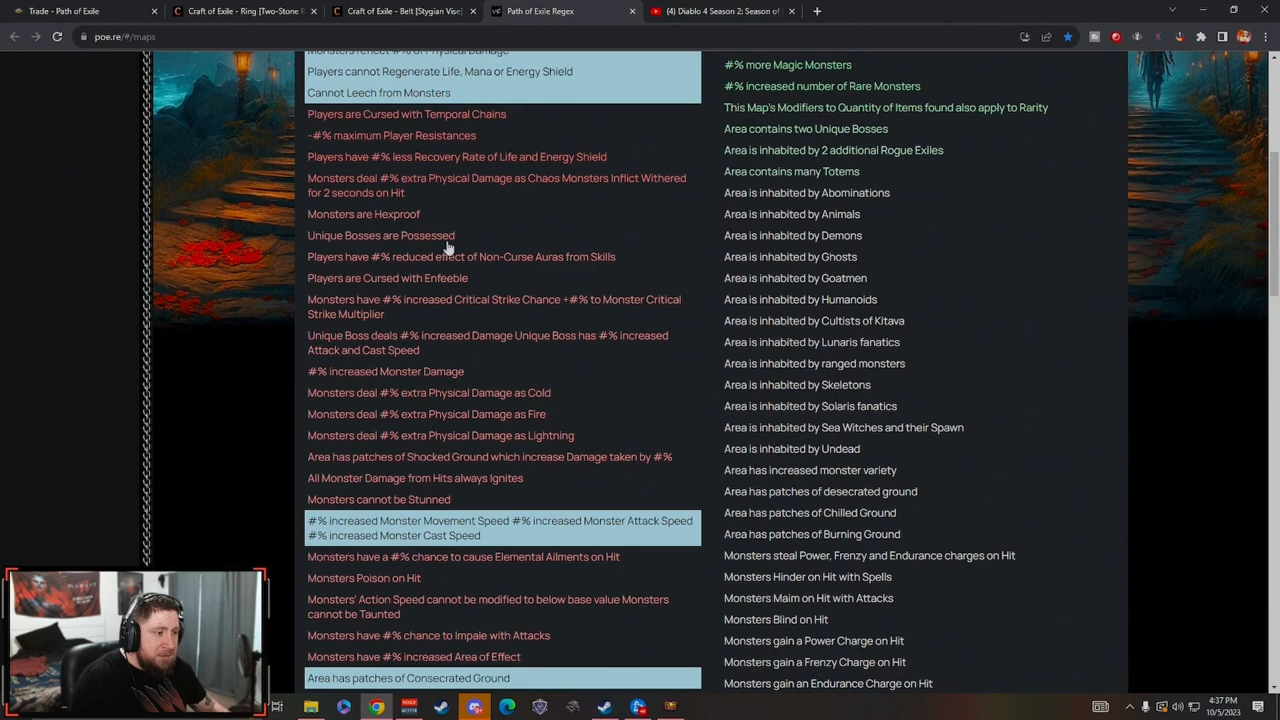 Trade - Path of Exile
Craft of Exile - Ring [Two-Stone R
Craft of Exile - Belt [Stygian Vise]
Path of Exile Regex
(4) Diablo 4 Season 2: Season of
poe.re/#/maps
Monsters reflect #% of Physical Damage
Players cannot Regenerate Life, Mana or Energy Shield
Cannot Leech from Monsters
Players are Cursed with Temporal Chains
-#% maximum Player Resistances
Players have #% less Recovery Rate of Life and Energy Shield
Monsters deal #% extra Physical Damage as Chaos Monsters Inflict Withered
for 2 seconds on Hit
Monsters are Hexproof
Unique Bosses are Possessed
Players have #% reduced effect of Non-Curse Auras from Skills
Players are Cursed with Enfeeble
Monsters have #% increased Critical Strike Chance +#% to Monster Critical
Strike Multiplier
Unique Boss deals #% increased Damage Unique Boss has #% increased
Attack and Cast Speed
#% increased Monster Damage
Monsters deal #% extra Physical Damage as Cold
Monsters deal #% extra Physical Damage as Fire
Monsters deal #% extra Physical Damage as Lightning
Area has patches of Shocked Ground which increase Damage taken by #%
All Monster Damage from Hits always Ignites
Monsters cannot be Stunned
#% increased Monster Movement Speed #% increased Monster Attack Speed
#% increased Monster Cast Speed
Monsters have a #% chance to cause Elemental Ailments on Hit
Monsters Poison on Hit
Monsters' Action Speed cannot be modified to below base value Monsters
cannot be Taunted
Monsters have #% chance to Impale with Attacks
Monsters have #% increased Area of Effect
Area has patches of Consecrated Ground
#% more Magic Monsters
#% increased number of Rare Monsters
This Map's Modifiers to Quantity of Items found also apply to Rarity
Area contains two Unique Bosses
Area is inhabited by 2 additional Rogue Exiles
Area contains many Totems
Area is inhabited by Abominations
Area is inhabited by Animals
Area is inhabited by Demons
Area is inhabited by Ghosts
Area is inhabited by Goatmen
Area is inhabited by Humanoids
Area is inhabited by Cultists of Kitava
Area is inhabited by Lunaris fanatics
Area is inhabited by ranged monsters
Area is inhabited by Skeletons
Area is inhabited by Solaris fanatics
Area is inhabited by Sea Witches and their Spawn
Area is inhabited by Undead
Area has increased monster variety
Area has patches of desecrated ground
Area has patches of Chilled Ground
Area has patches of Burning Ground
Monsters steal Power, Frenzy and Endurance charges on Hit
Monsters Hinder on Hit with Spells
Monsters Maim on Hit with Attacks
Monsters Blind on Hit
Monsters gain a Power Charge on Hit
Monsters gain a Frenzy Charge on Hit
Monsters gain an Endurance Charge on Hit
4:37 PM
10/5/2023